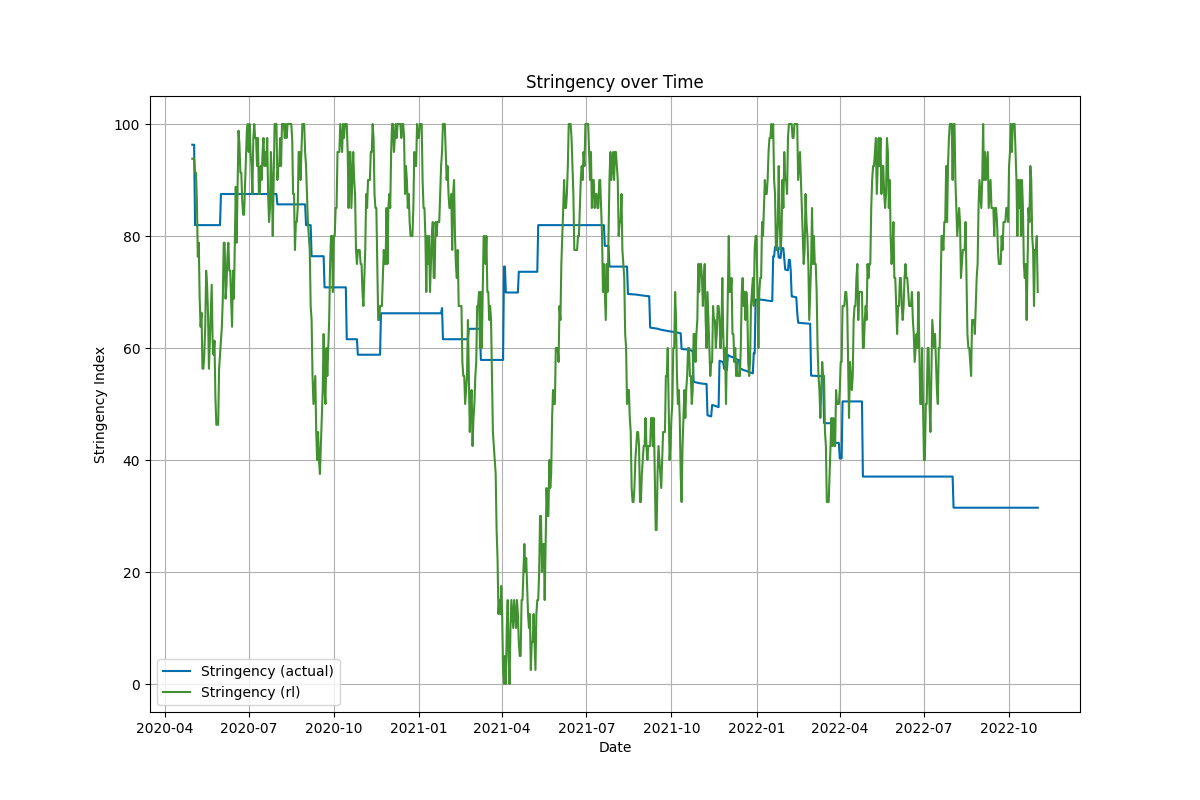 Stringency over Time
Stringency Index
100
80
60
40
20
0
Stringency (actual)
Stringency (rl)
2020-04 2020-07 2020-10 2021-01 2021-04 2021-07 2021-10 2022-01 2022-04 2022-07 2022-10
Date